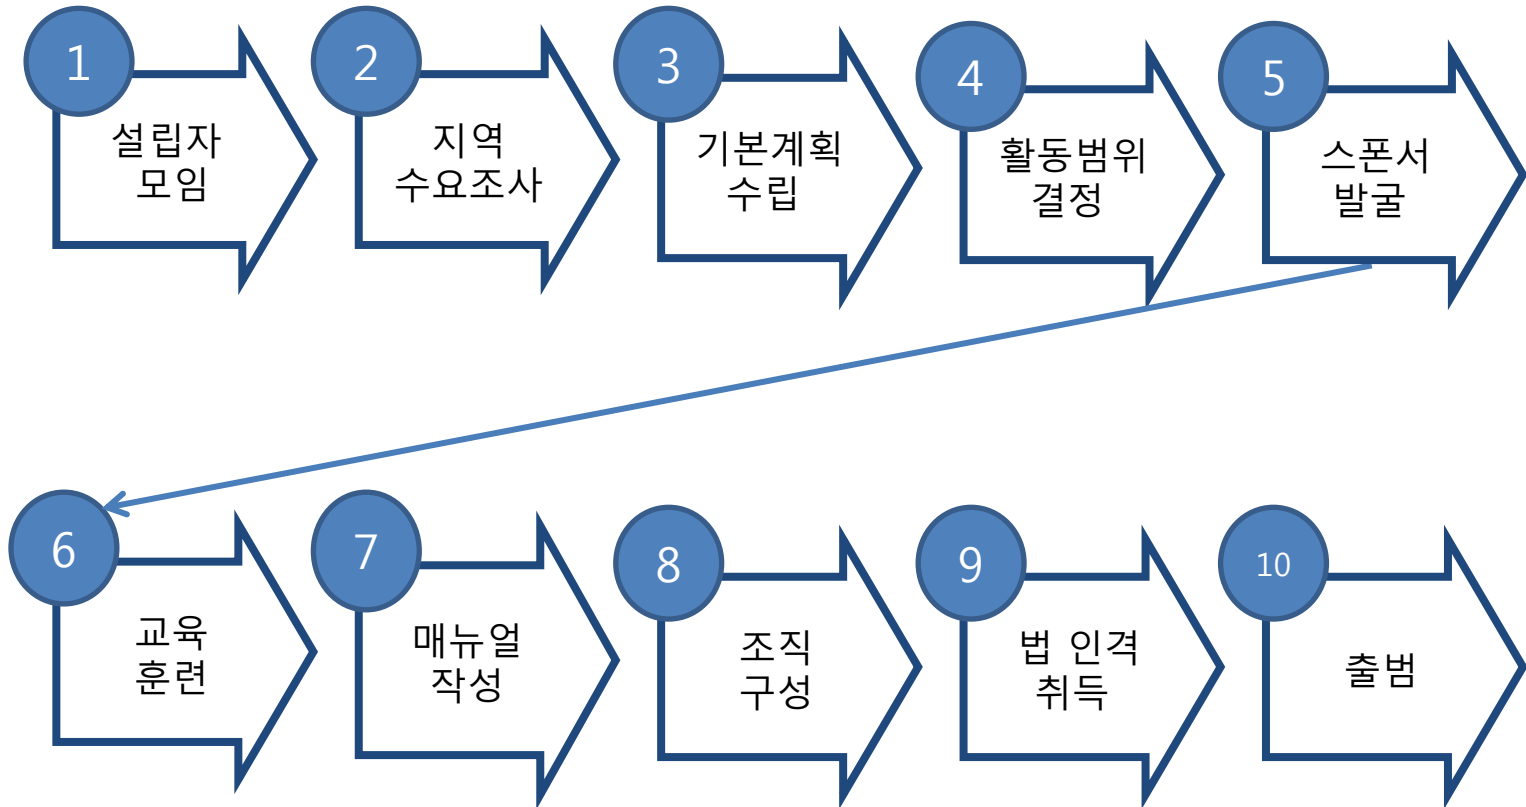 1
설립자
모임
2
지역
수요조사
3
기본계획
수립
4
활동범위
결정
5
스폰서
발굴
6
교육
훈련
7
매뉴얼
작성
8
조직
구성
9
법 인격
취득
10
출범